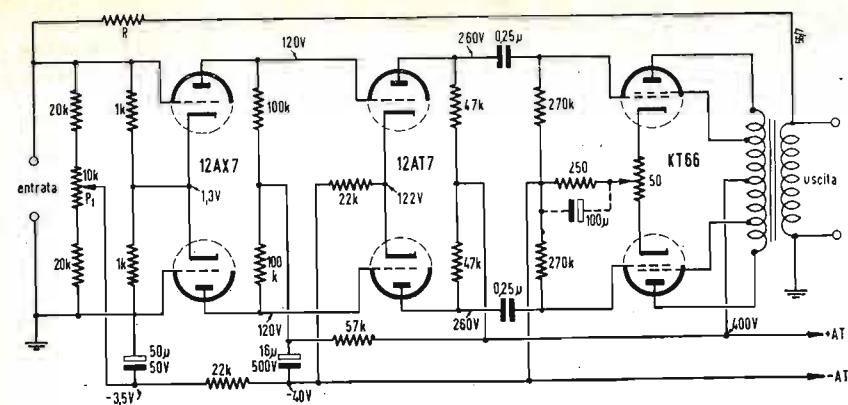 R
120V
260V
0,25µ
55/7
20k
1k
100k
47k
270k
12AX7
12AT7
KT66
entrata
10k
P1
1,3V
22k
122V
250
50
100µ
uscita
20k
1k
100
k
47k
270k
120V
260V
0,25µ
400V
50µ
50V
16µ
500V
57k
+AT
-3,5V
22k
-40V
-AT